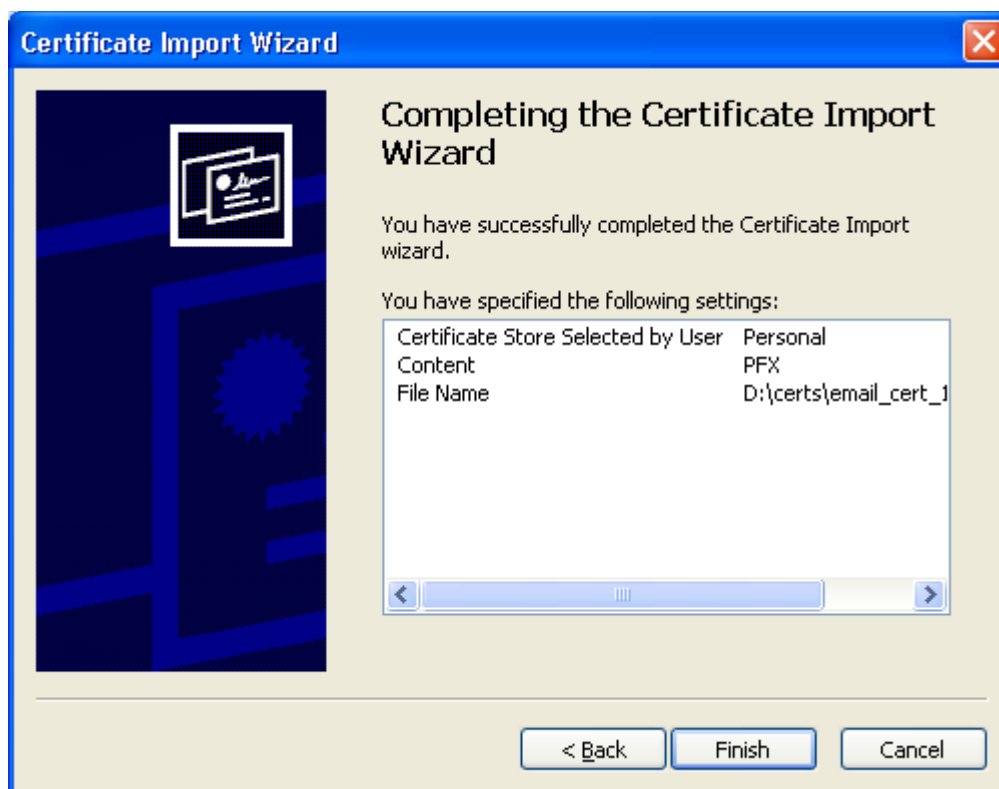 Certificate Import Wizard
Completing the Certificate Import
Wizard
You have successfully completed the Certificate Import
wizard.
You have specified the following settings:
Certificate Store Selected by User Personal
Content PFX
File Name D:\certs\email_cert_1
< Back Finish Cancel